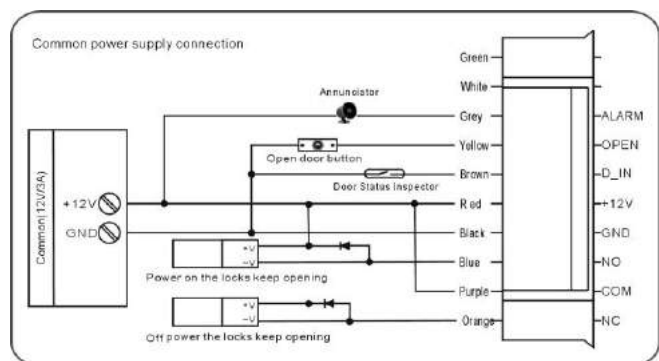 Common power supply connection
Green
White
Annunciator
Grey
ALARM
Yellow
OPEN
Open door button
Brown
D_IN
Door Status Inspector
Common(12V/3A)
+12V
Red
+12V
GND
Black
GND
+V
-V
Blue
NO
Power on the locks keep opening
Purple
COM
+V
-V
Orange
NC
Off power the locks keep opening